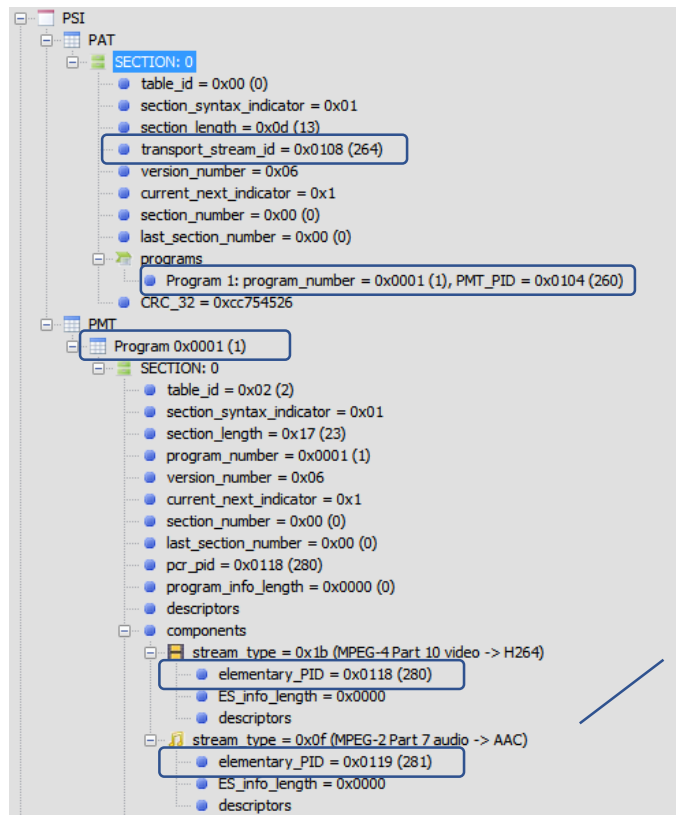 PSI
PAT
SECTION: 0
table_id = 0x00 (0)
section_syntax_indicator = 0x01
section_length = 0x0d (13)
transport_stream_id = 0x0108 (264)
version_number = 0x06
current_next_indicator = 0x1
section_number = 0x00 (0)
last_section_number = 0x00 (0)
programs
Program 1: program_number = 0x0001 (1), PMT_PID = 0x0104 (260)
CRC_32 = 0xcc754526
PMT
Program 0x0001 (1)
SECTION: 0
table_id = 0x02 (2)
section_syntax_indicator = 0x01
section_length = 0x17 (23)
program_number = 0x0001 (1)
version_number = 0x06
current_next_indicator = 0x1
section_number = 0x00 (0)
last_section_number = 0x00 (0)
pcr_pid = 0x0118 (280)
program_info_length = 0x0000 (0)
descriptors
components
stream_type = 0x1b (MPEG-4 Part 10 video -> H264)
elementary_PID = 0x0118 (280)
ES_info_length = 0x0000
descriptors
stream_type = 0x0f (MPEG-2 Part 7 audio -> AAC)
elementary_PID = 0x0119 (281)
ES_info_length = 0x0000
descriptors